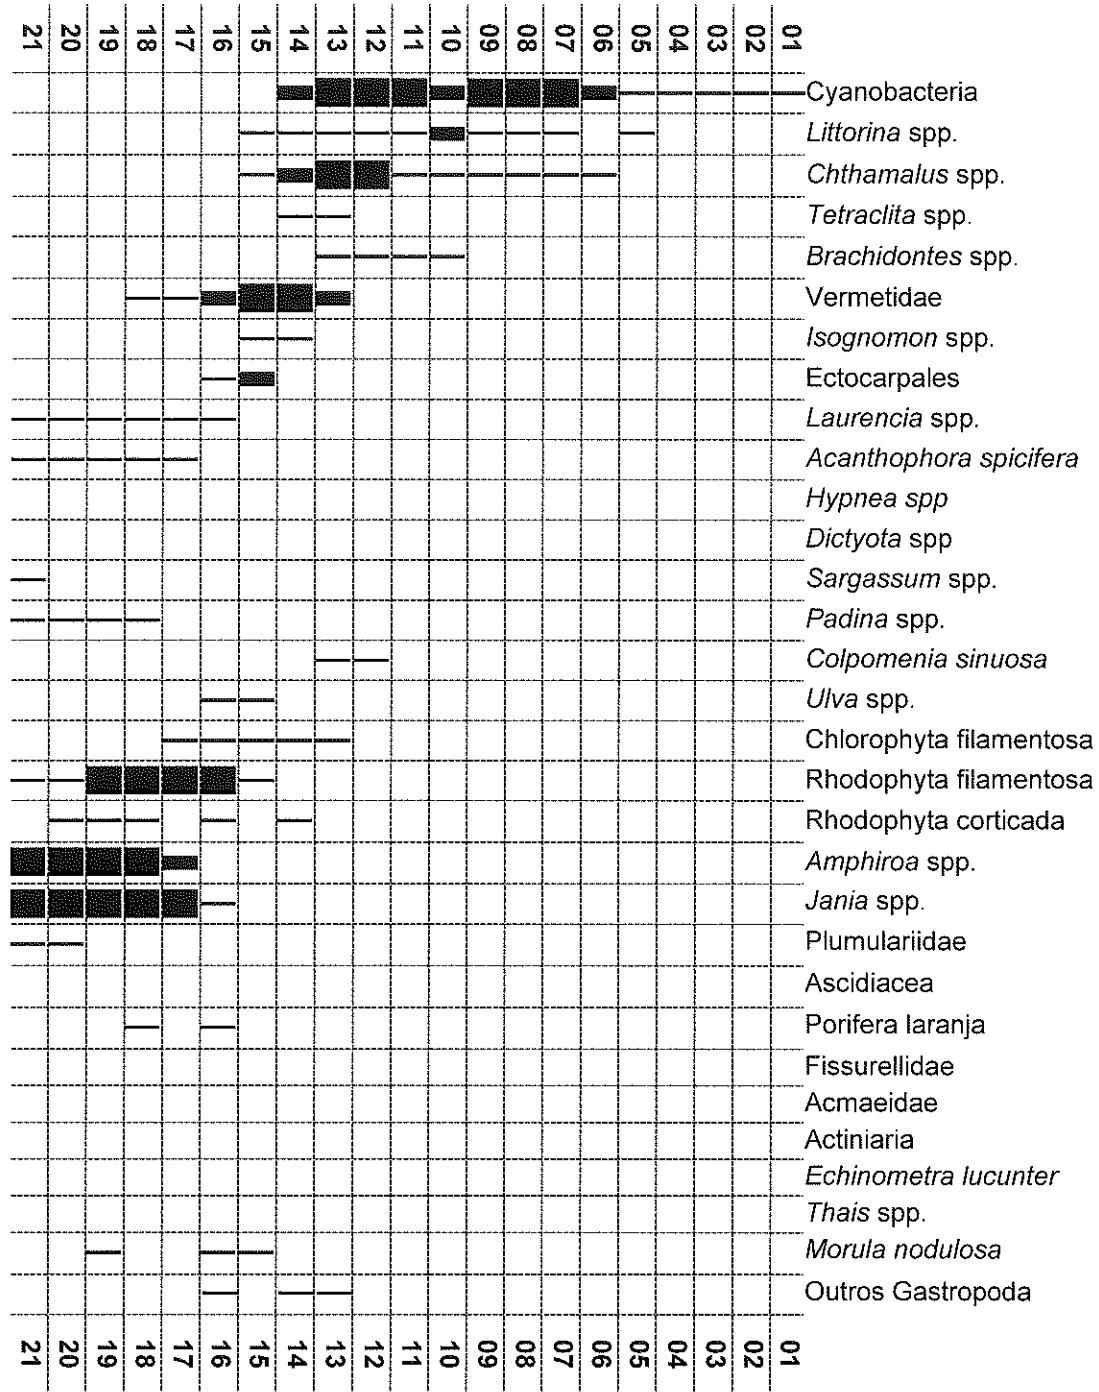 21 20 19 18 17 16 15 14 13 12 11 10 09 08 07 06 05 04 03 02 01
Cyanobacteria
Littorina spp.
Chthamalus spp.
Tetraclita spp.
Brachidontes spp.
Vermetidae
Isognomon spp.
Ectocarpales
Laurencia spp.
Acanthophora spicifera
Hypnea spp
Dictyota spp
Sargassum spp.
Padina spp.
Colpomenia sinuosa
Ulva spp.
Chlorophyta filamentosa
Rhodophyta filamentosa
Rhodophyta corticada
Amphiroa spp.
Jania spp.
Plumulariidae
Ascidiacea
Porifera laranja
Fissurellidae
Acmaeidae
Actiniaria
Echinometra lucunter
Thais spp.
Morula nodulosa
Outros Gastropoda
21 20 19 18 17 16 15 14 13 12 11 10 09 08 07 06 05 04 03 02 01